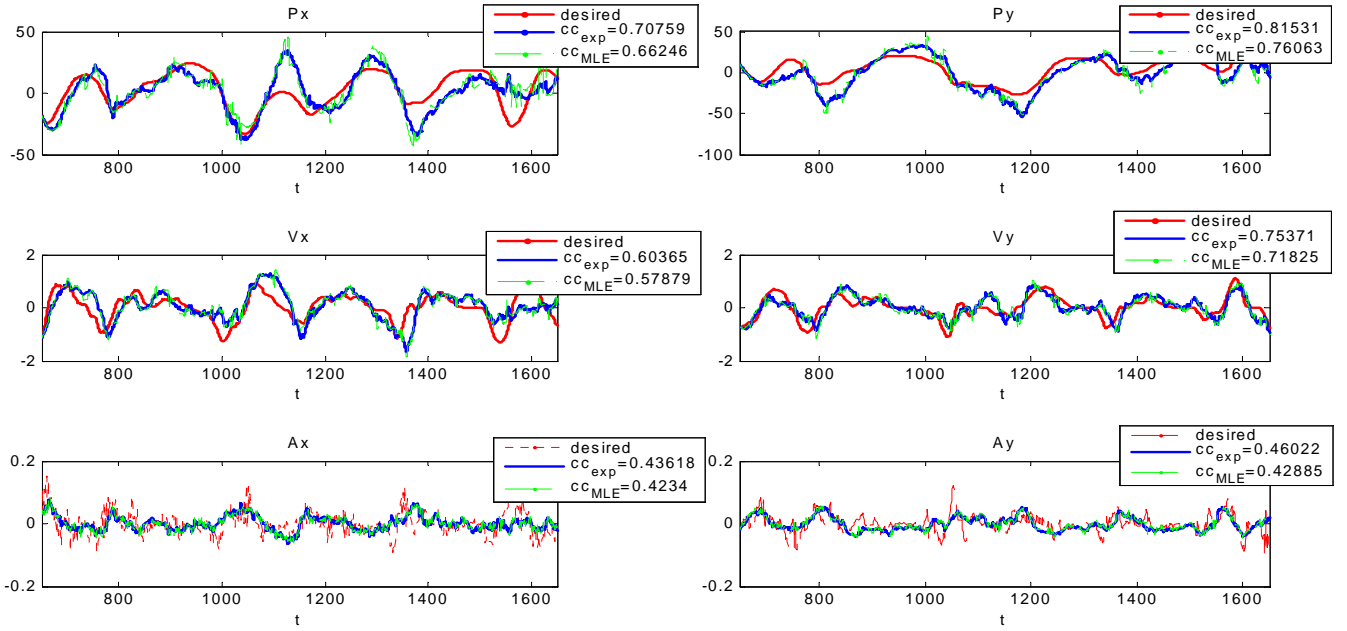 Px
desired
cc_exp=0.70759
cc_MLE=0.66246
50
0
-50
800 1000 1200 1400 1600
t
Py
desired
cc_exp=0.81531
cc_MLE=0.76063
50
0
-50
-100
800 1000 1200 1400 1600
t
Vx
desired
cc_exp=0.60365
cc_MLE=0.57879
2
0
-2
800 1000 1200 1400 1600
t
Vy
desired
cc_exp=0.75371
cc_MLE=0.71825
2
0
-2
800 1000 1200 1400 1600
t
Ax
desired
cc_exp=0.43618
cc_MLE=0.4234
0.2
0
-0.2
800 1000 1200 1400 1600
t
Ay
desired
cc_exp=0.46022
cc_MLE=0.42885
0.2
0
-0.2
800 1000 1200 1400 1600
t